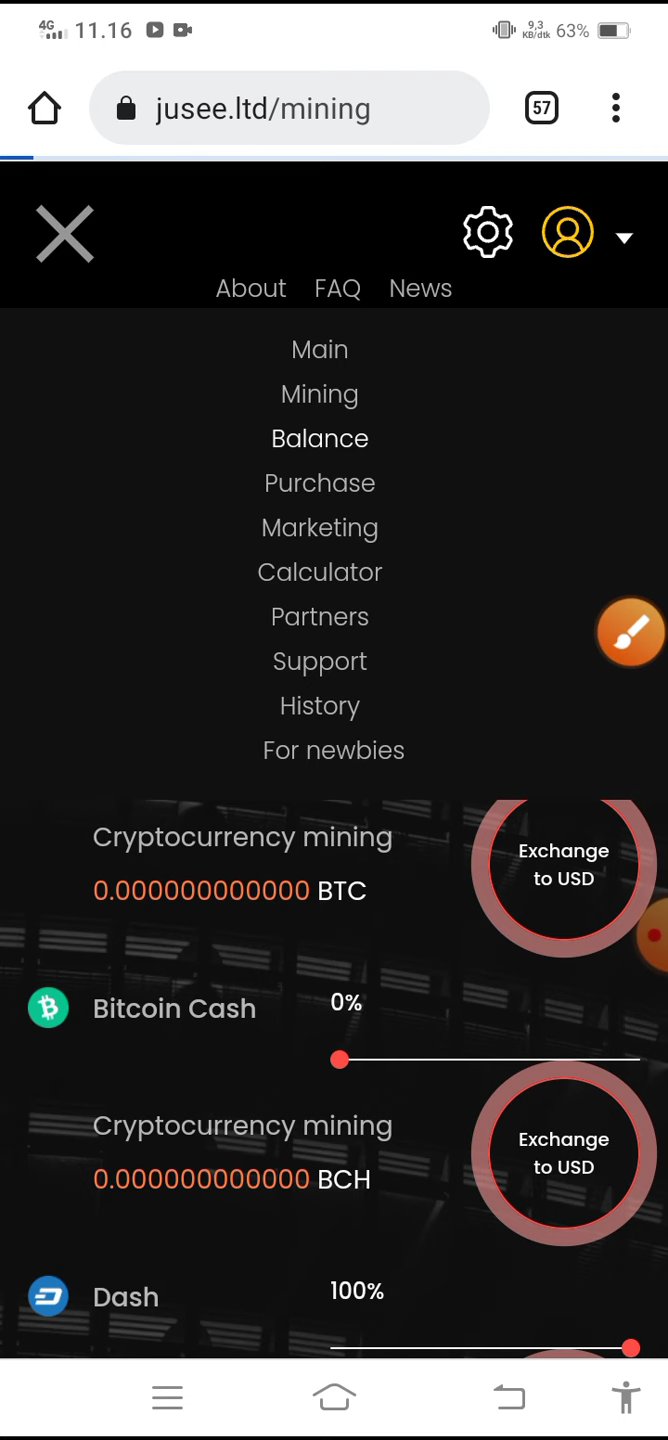 4G 11.16 9,3 KB/dtk 63%
jusee.ltd/mining 57
About FAQ News
Main
Mining
Balance
Purchase
Marketing
Calculator
Partners
Support
History
For newbies
Cryptocurrency mining
0.000000000000 BTC
Exchange
to USD
Bitcoin Cash 0%
Cryptocurrency mining
0.000000000000 BCH
Exchange
to USD
Dash 100%